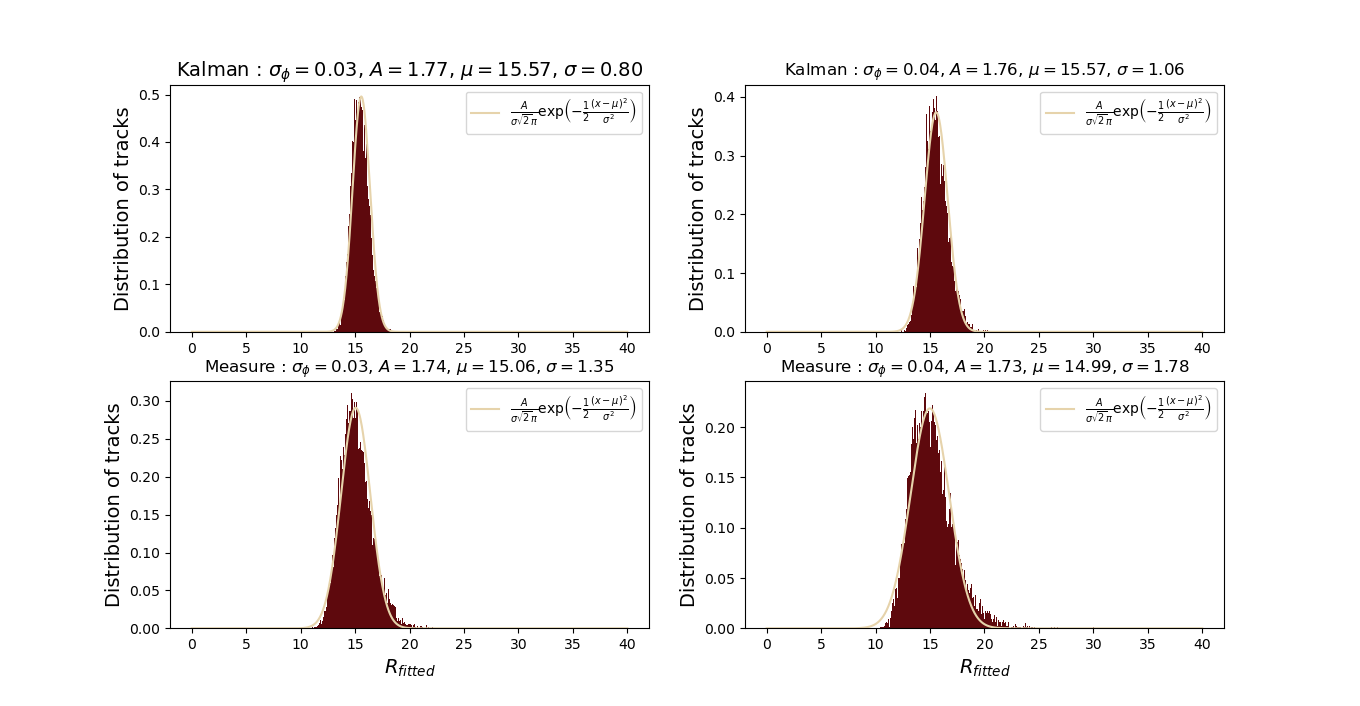 Kalman : σ_ϕ = 0.03, A = 1.77, μ = 15.57, σ = 0.80
Distribution of tracks
0.5
0.4
0.3
0.2
0.1
0.0
A/(σ√2π) exp(−1/2 (x−μ)²/σ²)
0 5 10 15 20 25 30 35 40
Kalman : σ_ϕ = 0.04, A = 1.76, μ = 15.57, σ = 1.06
Distribution of tracks
0.4
0.3
0.2
0.1
0.0
A/(σ√2π) exp(−1/2 (x−μ)²/σ²)
0 5 10 15 20 25 30 35 40
Measure : σ_ϕ = 0.03, A = 1.74, μ = 15.06, σ = 1.35
Distribution of tracks
0.30
0.25
0.20
0.15
0.10
0.05
0.00
A/(σ√2π) exp(−1/2 (x−μ)²/σ²)
0 5 10 15 20 25 30 35 40
R_fitted
Measure : σ_ϕ = 0.04, A = 1.73, μ = 14.99, σ = 1.78
Distribution of tracks
0.20
0.15
0.10
0.05
0.00
A/(σ√2π) exp(−1/2 (x−μ)²/σ²)
0 5 10 15 20 25 30 35 40
R_fitted